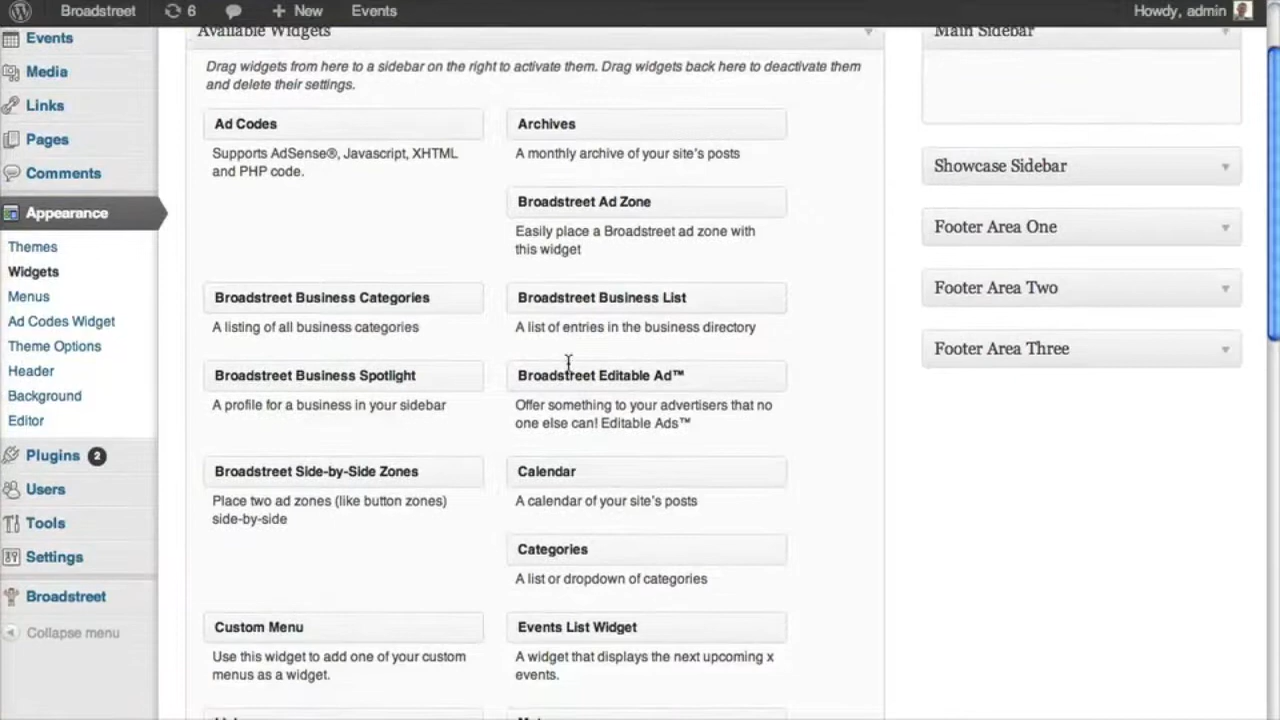 Broadstreet 6 New Events Howdy, admin
Events
Media
Links
Pages
Comments
Appearance
Themes
Widgets
Menus
Ad Codes Widget
Theme Options
Header
Background
Editor
Plugins 2
Users
Tools
Settings
Broadstreet
Collapse menu
Available Widgets
Drag widgets from here to a sidebar on the right to activate them. Drag widgets back here to deactivate them
and delete their settings.
Ad Codes
Supports AdSense®, Javascript, XHTML
and PHP code.
Archives
A monthly archive of your site's posts
Broadstreet Ad Zone
Easily place a Broadstreet ad zone with
this widget
Broadstreet Business Categories
A listing of all business categories
Broadstreet Business List
A list of entries in the business directory
Broadstreet Business Spotlight
A profile for a business in your sidebar
Broadstreet Editable Ad™
Offer something to your advertisers that no
one else can! Editable Ads™
Broadstreet Side-by-Side Zones
Place two ad zones (like button zones)
side-by-side
Calendar
A calendar of your site's posts
Categories
A list or dropdown of categories
Custom Menu
Use this widget to add one of your custom
menus as a widget.
Events List Widget
A widget that displays the next upcoming x
events.
Main Sidebar
Showcase Sidebar
Footer Area One
Footer Area Two
Footer Area Three